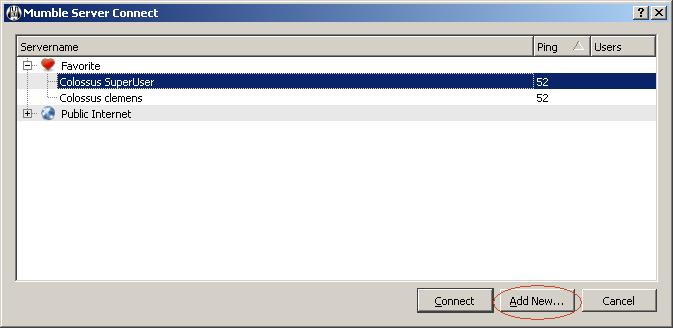 Mumble Server Connect
Servername Ping Users
Favorite
Colossus SuperUser 52
Colossus clemens 52
Public Internet
Connect Add New... Cancel